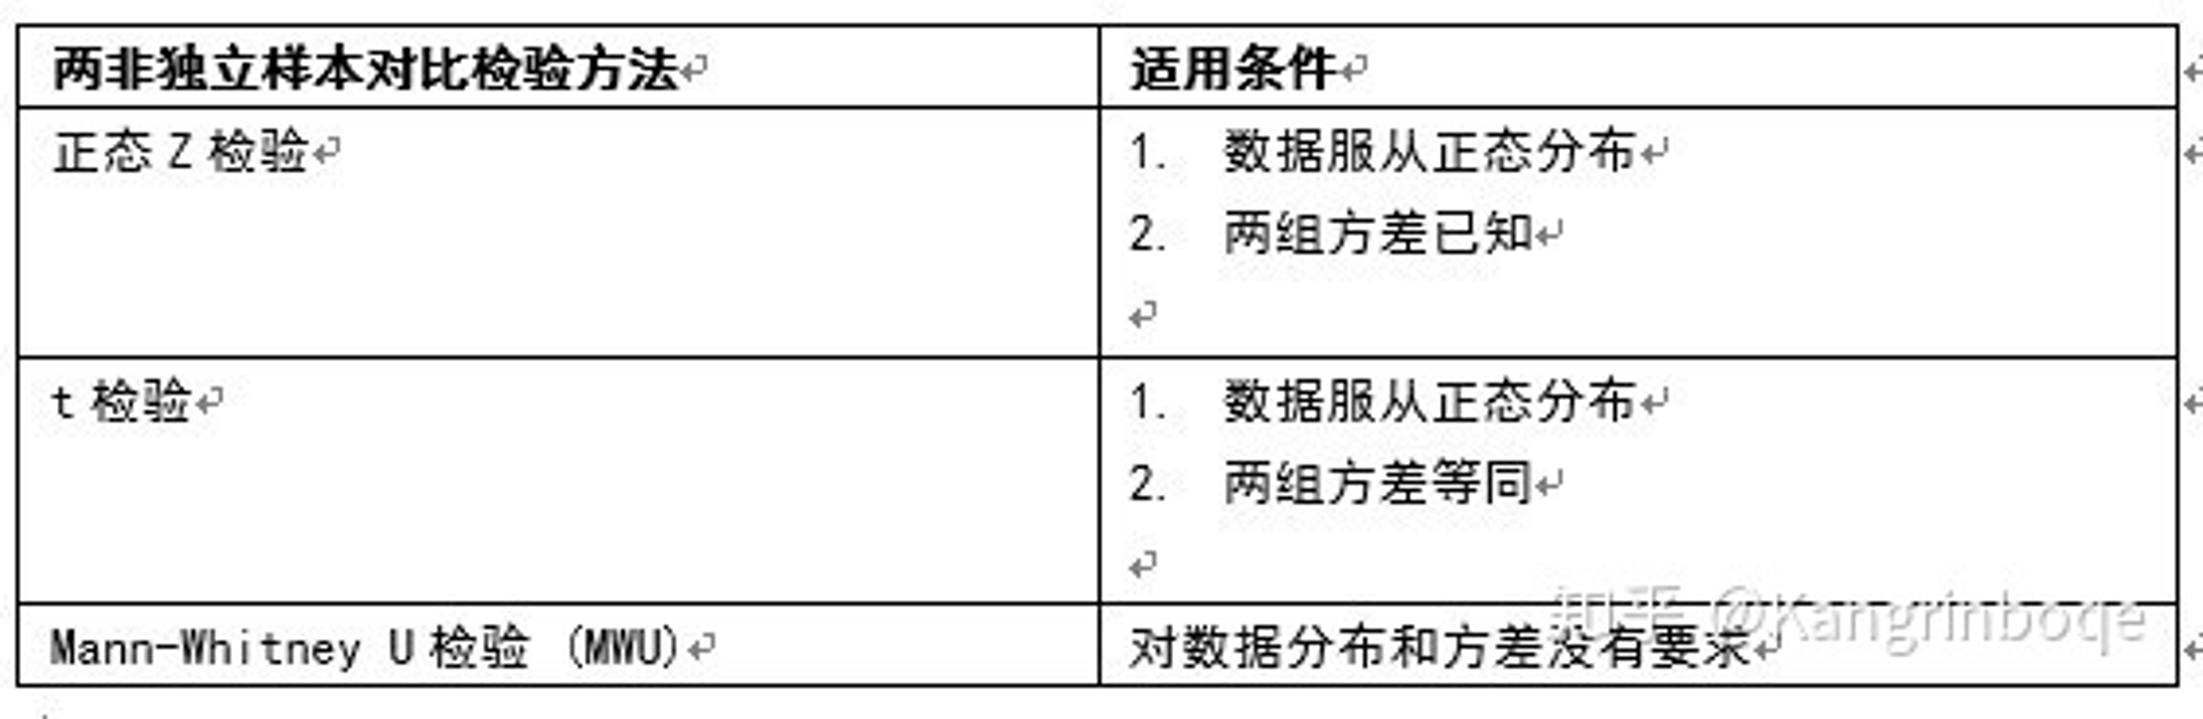 两非独立样本对比检验方法
适用条件
正态 Z 检验
1. 数据服从正态分布
2. 两组方差已知
t 检验
1. 数据服从正态分布
2. 两组方差等同
Mann-Whitney U 检验 (MWU)
对数据分布和方差没有要求
知乎 @Kangrinboqe